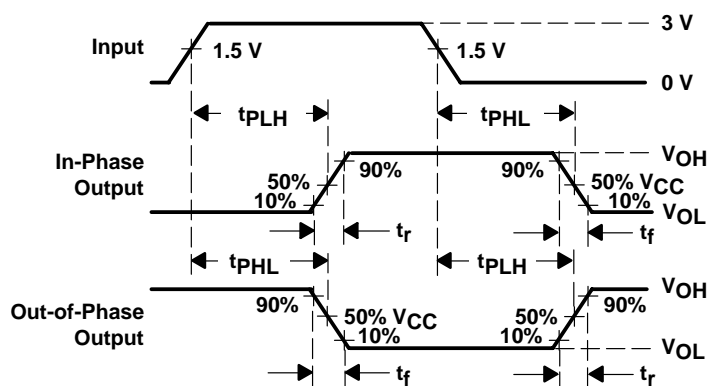 3 V
Input
1.5 V
1.5 V
0 V
tPLH
tPHL
In-Phase
Output
VOH
90%
90%
50%
50% VCC
10%
10%
VOL
tr
tf
tPHL
tPLH
Out-of-Phase
Output
VOH
90%
90%
50% VCC
50%
10%
10%
VOL
tf
tr